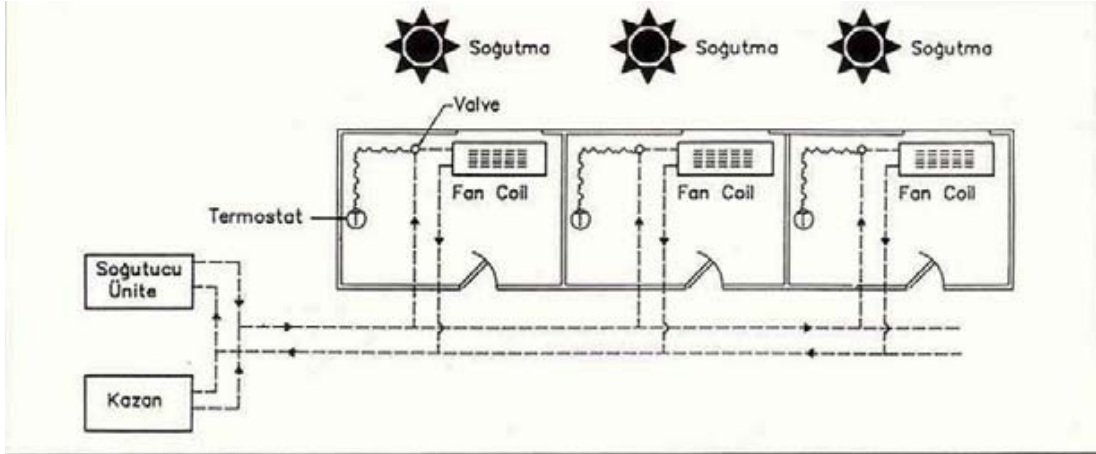 Soğutma
Soğutma
Soğutma
Valve
Fan Coil
Fan Coil
Fan Coil
T
T
T
Termostat
Soğutucu
Ünite
Kazan